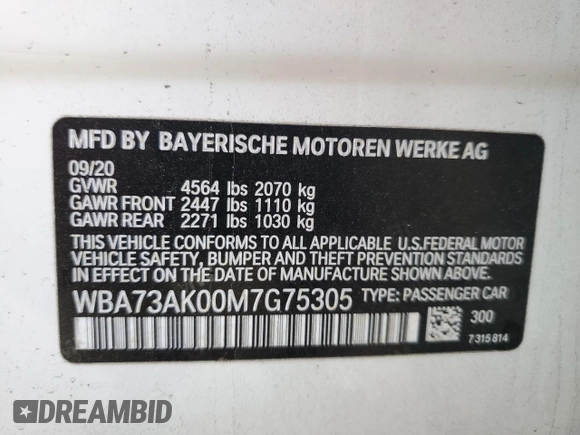 MFD BY BAYERISCHE MOTOREN WERKE AG
09/20
GVWR 4564 lbs 2070 kg
GAWR FRONT 2447 lbs 1110 kg
GAWR REAR 2271 lbs 1030 kg
THIS VEHICLE CONFORMS TO ALL APPLICABLE U.S.FEDERAL MOTOR
VEHICLE SAFETY, BUMPER AND THEFT PREVENTION
STANDARDS IN EFFECT ON THE DATE OF MANUFACTURE SHOWN ABOVE.
WBA73AK00M7G75305 TYPE: PASSENGER CAR
300
7315814
DREAMBID